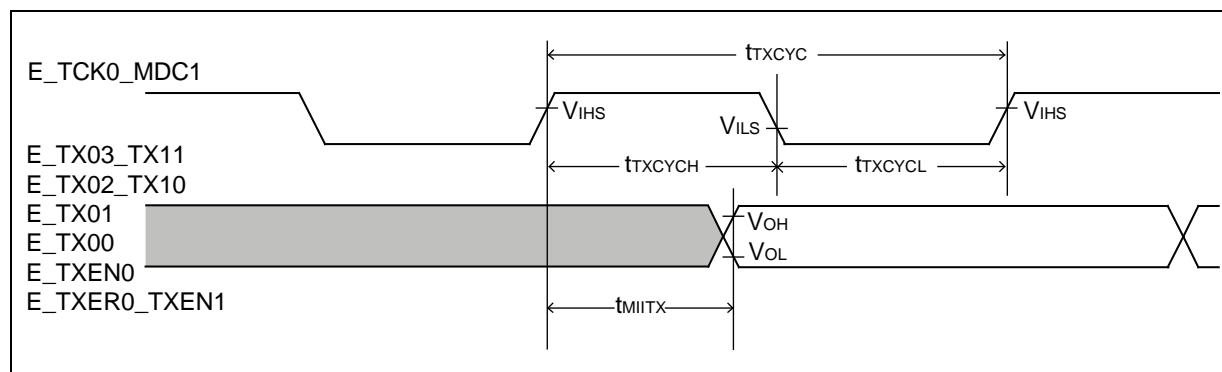 tTXCYC
E_TCK0_MDC1
VIHS
VILS
VIHS
E_TX03_TX11
tTXCYCH
tTXCYCL
E_TX02_TX10
E_TX01
VOH
E_TX00
VOL
E_TXEN0
E_TXER0_TXEN1
tMIITX